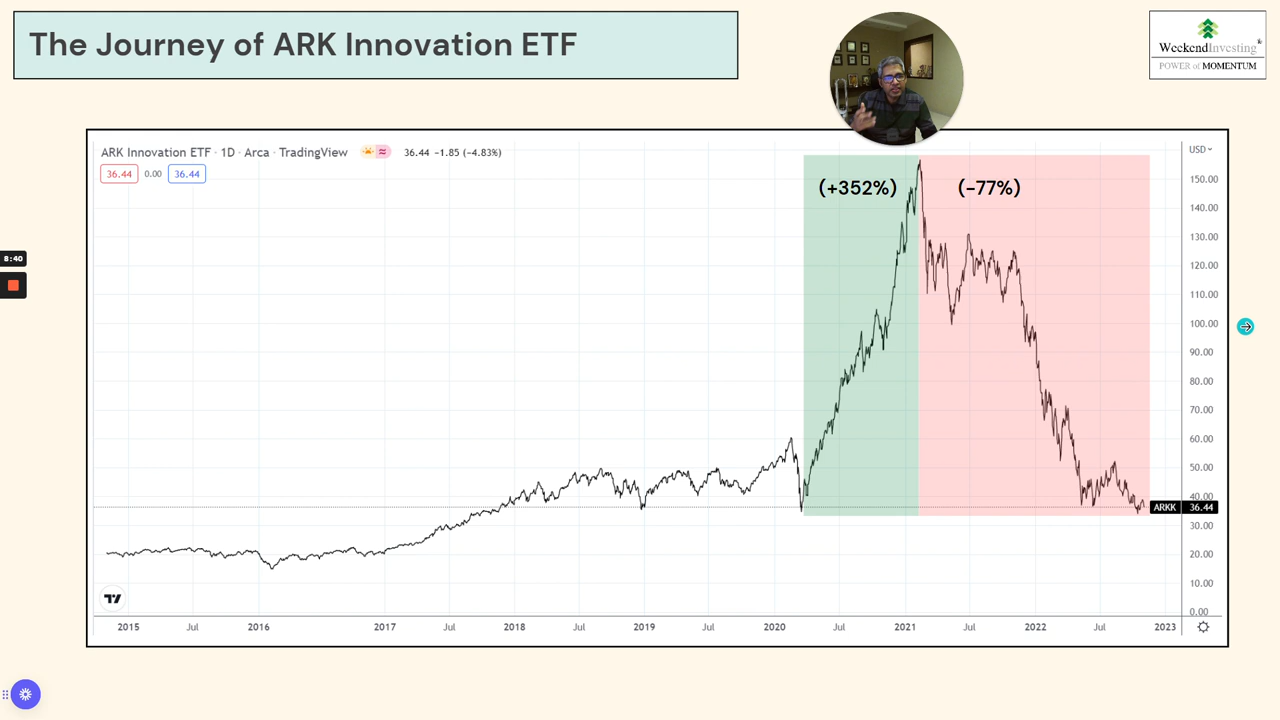 The Journey of ARK Innovation ETF
WeekendInvesting
POWER of MOMENTUM
ARK Innovation ETF · 1D · Arca · TradingView 36.44 −1.85 (−4.83%)
36.44 0.00 36.44
USD
(+352%) (-77%)
150.00
140.00
130.00
120.00
110.00
100.00
90.00
80.00
70.00
60.00
50.00
40.00
ARKK 36.44
30.00
20.00
10.00
0.00
2015 Jul 2016 2017 Jul 2018 Jul 2019 Jul 2020 Jul 2021 Jul 2022 Jul 2023
8:40